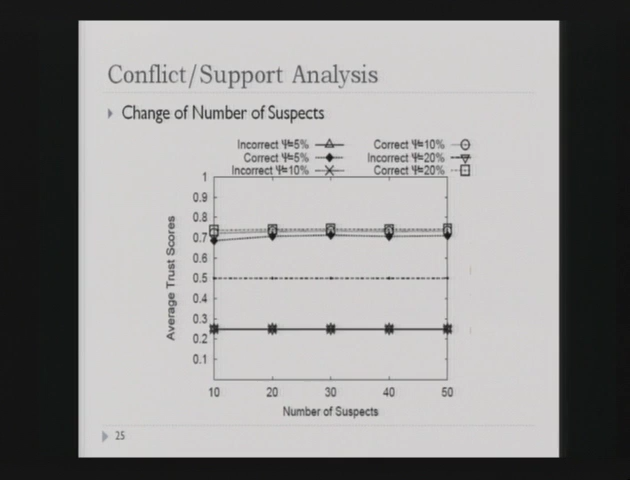 Conflict/Support Analysis
Change of Number of Suspects
Incorrect Ψ=5%
Correct Ψ=5%
Incorrect Ψ=10%
Correct Ψ=10%
Incorrect Ψ=20%
Correct Ψ=20%
1
0.9
0.8
0.7
0.6
0.5
0.4
0.3
0.2
0.1
Average Trust Scores
10 20 30 40 50
Number of Suspects
25